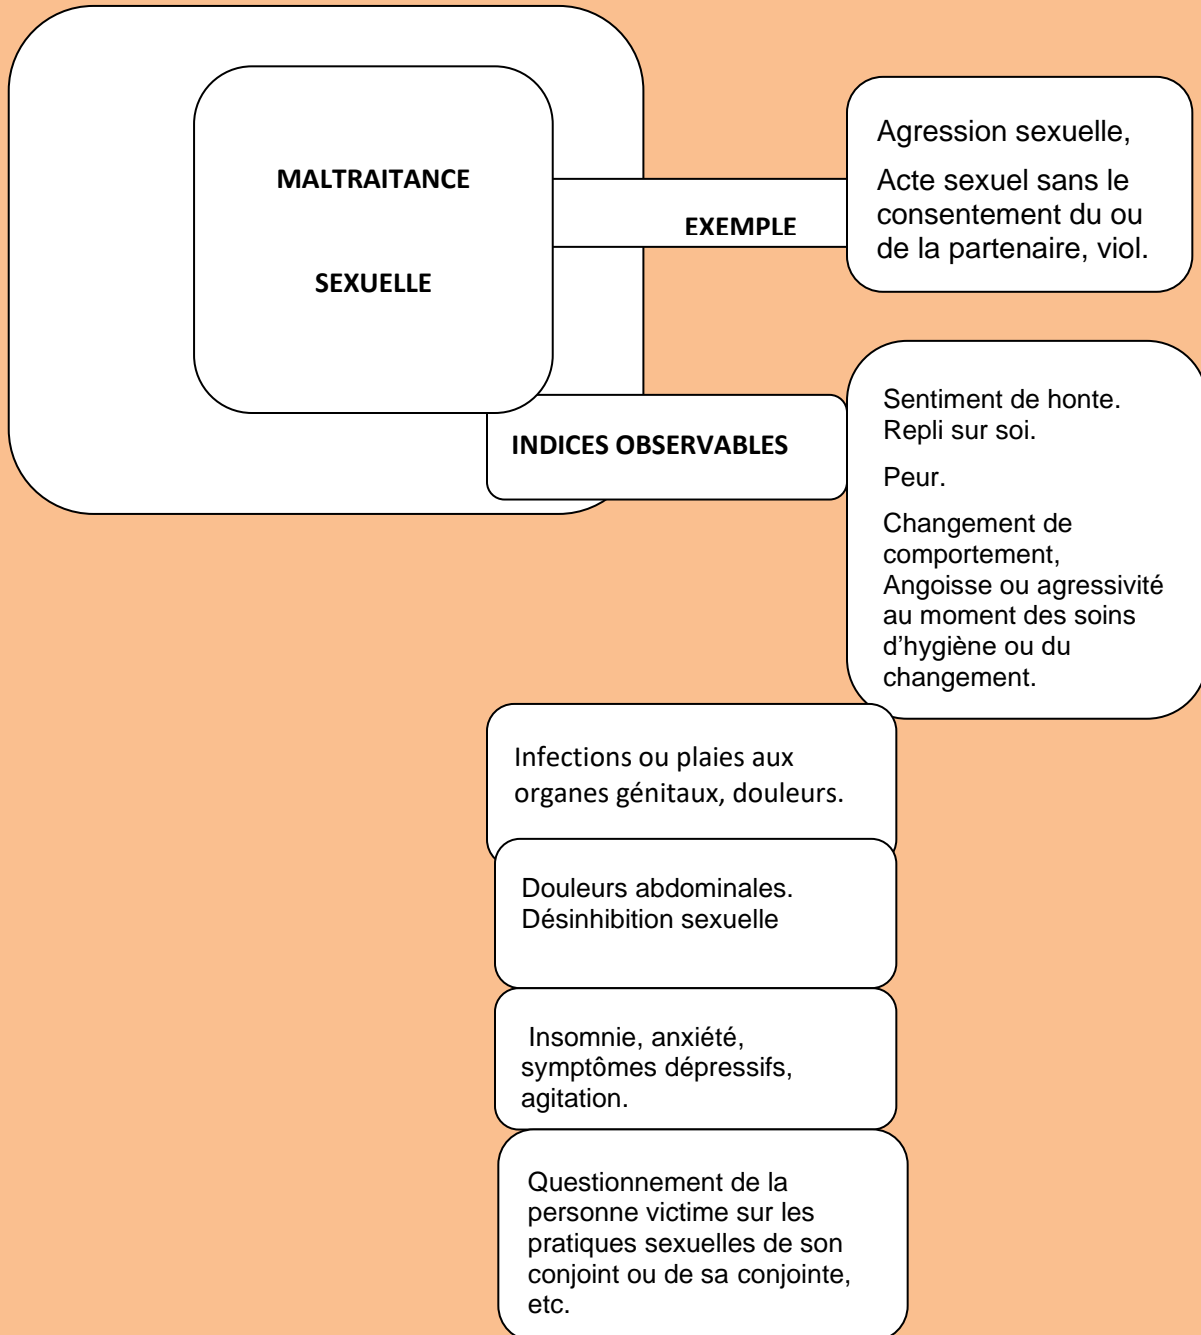 MALTRAITANCE
SEXUELLE
EXEMPLE
Agression sexuelle,
Acte sexuel sans le
consentement du ou
de la partenaire, viol.
INDICES OBSERVABLES
Sentiment de honte.
Repli sur soi.
Peur.
Changement de
comportement,
Angoisse ou agressivité
au moment des soins
d’hygiène ou du
changement.
Infections ou plaies aux
organes génitaux, douleurs.
Douleurs abdominales.
Désinhibition sexuelle
Insomnie, anxiété,
symptômes dépressifs,
agitation.
Questionnement de la
personne victime sur les
pratiques sexuelles de son
conjoint ou de sa conjointe,
etc.